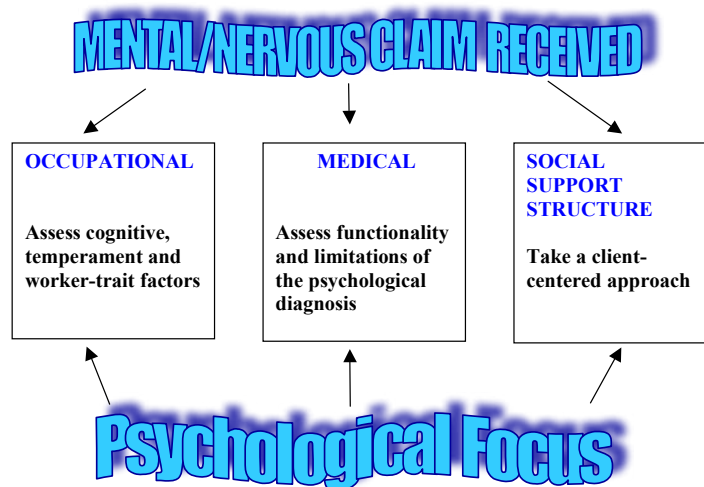 MENTAL/NERVOUS CLAIM RECEIVED
OCCUPATIONAL
Assess cognitive,
temperament and
worker-trait factors
MEDICAL
Assess functionality
and limitations of
the psychological
diagnosis
SOCIAL
SUPPORT
STRUCTURE
Take a client-
centered approach
Psychological Focus